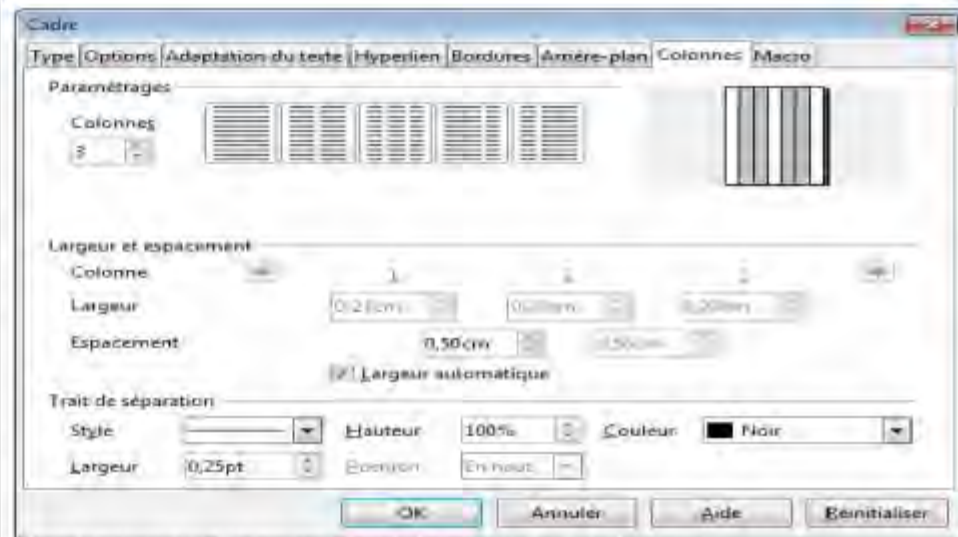 Cadre
Type Options Adaptation du texte Hyperlien Bordures Arrière-plan Colonnes Macro
Paramétrages
Colonnes
3
Largeur et espacement
Colonne 1
Largeur
Espacement 0,50cm
Largeur automatique
Trait de séparation
Style Hauteur 100% Couleur Noir
Largeur 0,25pt Position En haut
OK Annuler Aide Réinitialiser